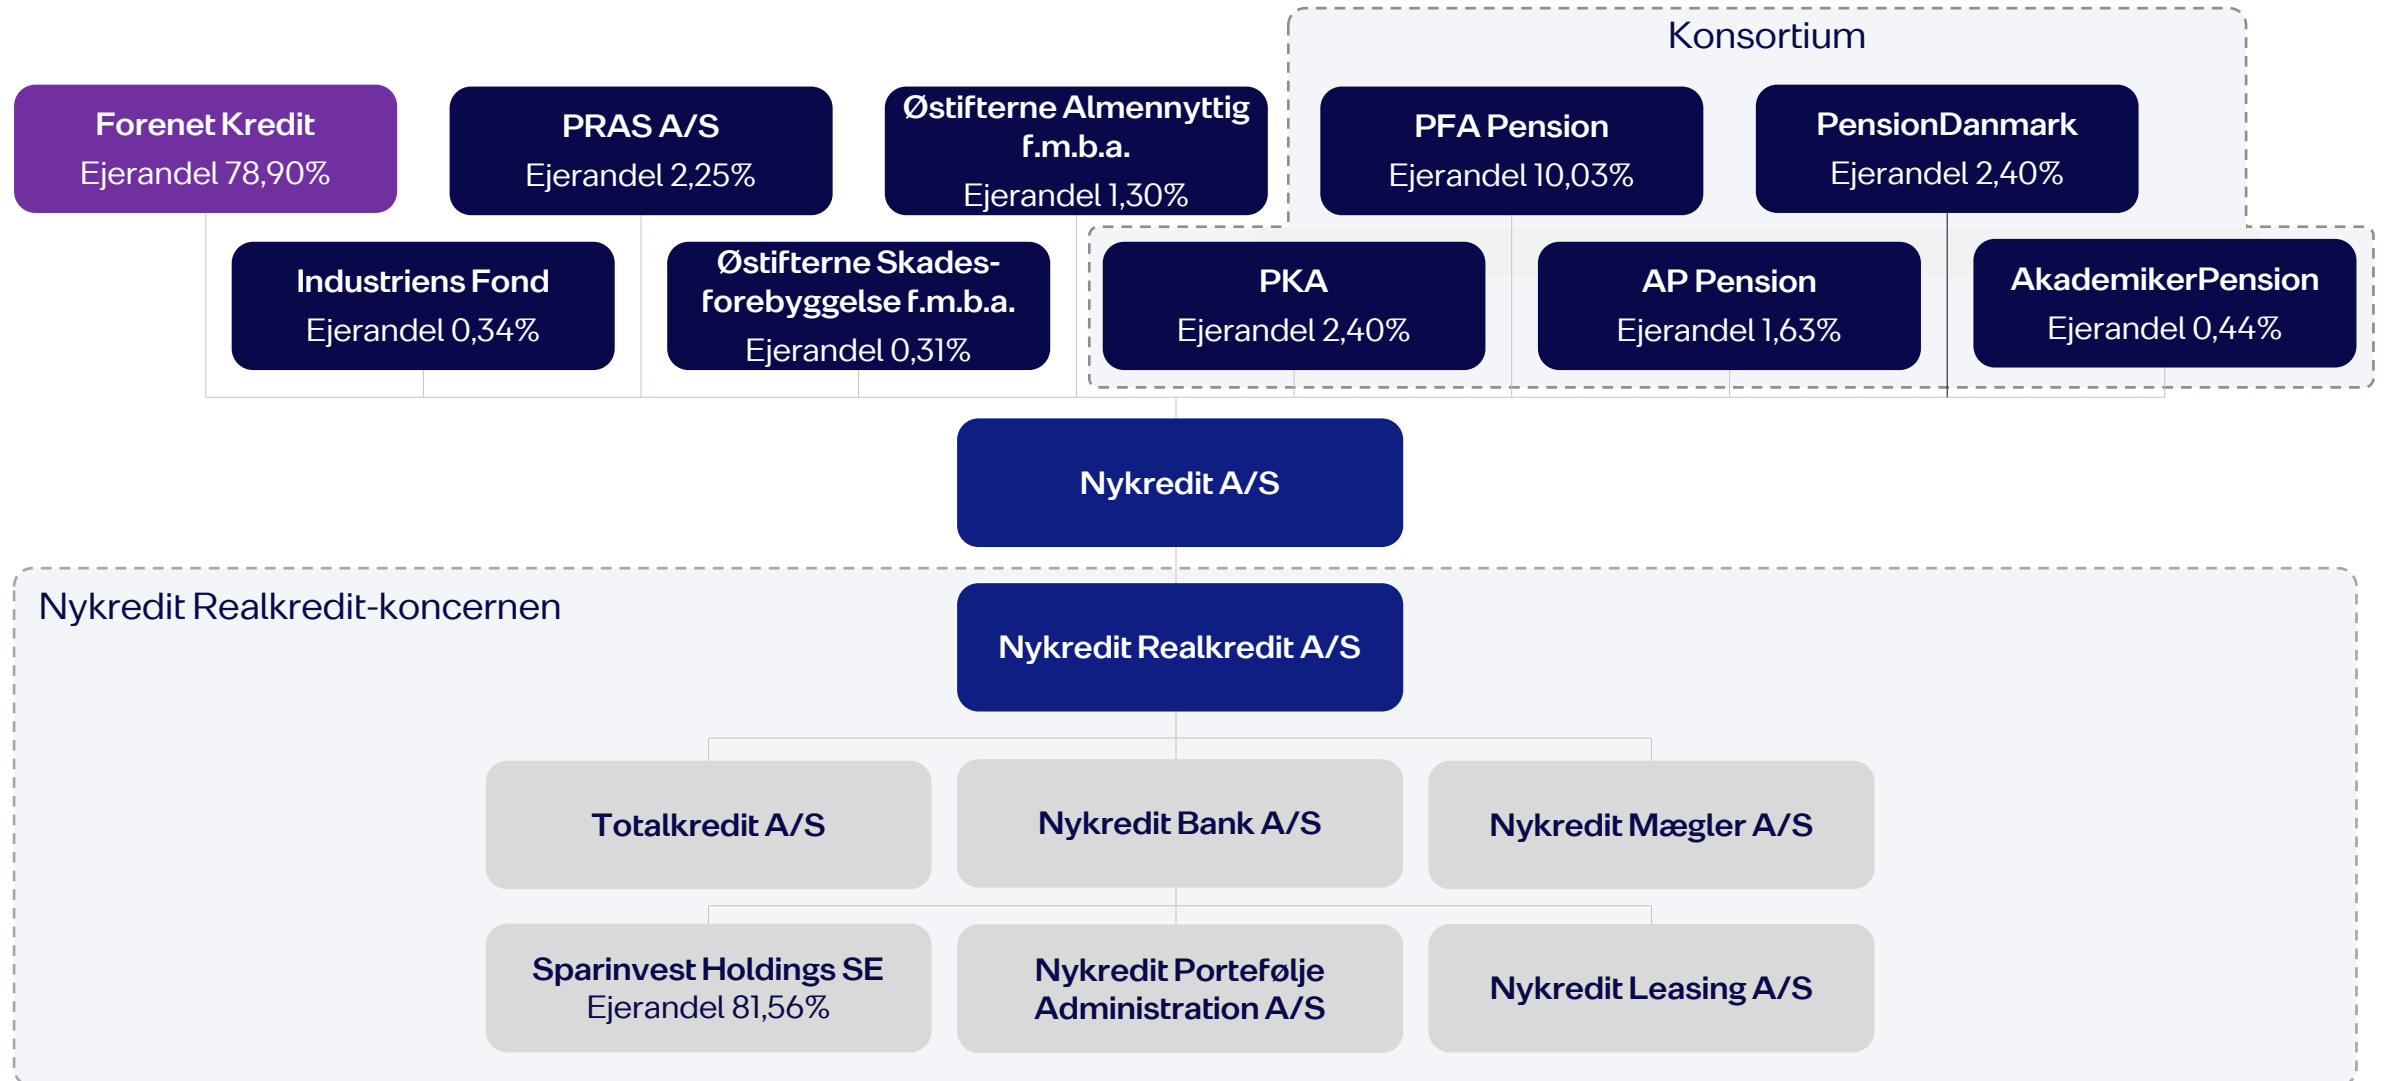 Konsortium
Forenet Kredit
Ejerandel 78,90%
PRAS A/S
Ejerandel 2,25%
Østifterne Almennyttig
f.m.b.a.
Ejerandel 1,30%
PFA Pension
Ejerandel 10,03%
PensionDanmark
Ejerandel 2,40%
Industriens Fond
Ejerandel 0,34%
Østifterne Skades-
forebyggelse f.m.b.a.
Ejerandel 0,31%
PKA
Ejerandel 2,40%
AP Pension
Ejerandel 1,63%
AkademikerPension
Ejerandel 0,44%
Nykredit A/S
Nykredit Realkredit-koncernen
Nykredit Realkredit A/S
Totalkredit A/S
Nykredit Bank A/S
Nykredit Mægler A/S
Sparinvest Holdings SE
Ejerandel 81,56%
Nykredit Portefølje
Administration A/S
Nykredit Leasing A/S